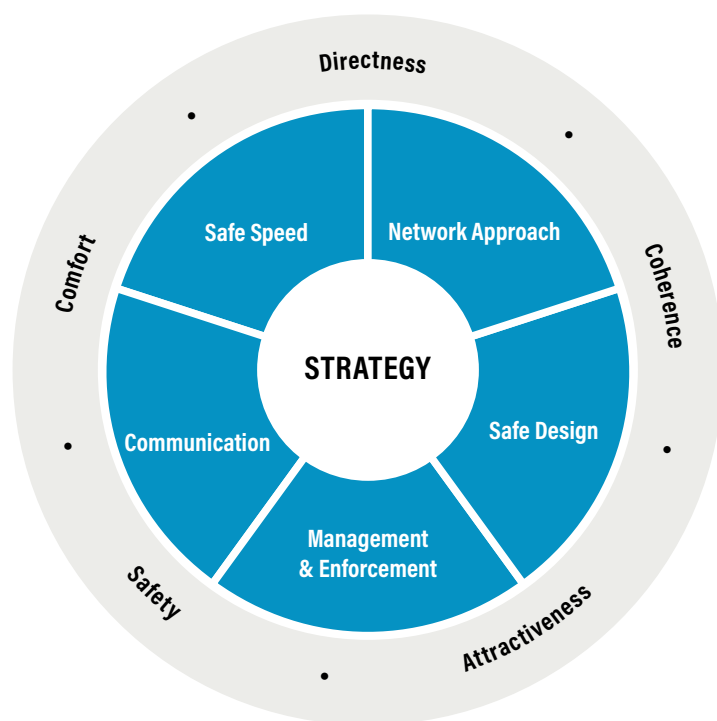 Directness
Safe Speed
Network Approach
Comfort
Coherence
STRATEGY
Communication
Safe Design
Management
& Enforcement
Safety
Attractiveness